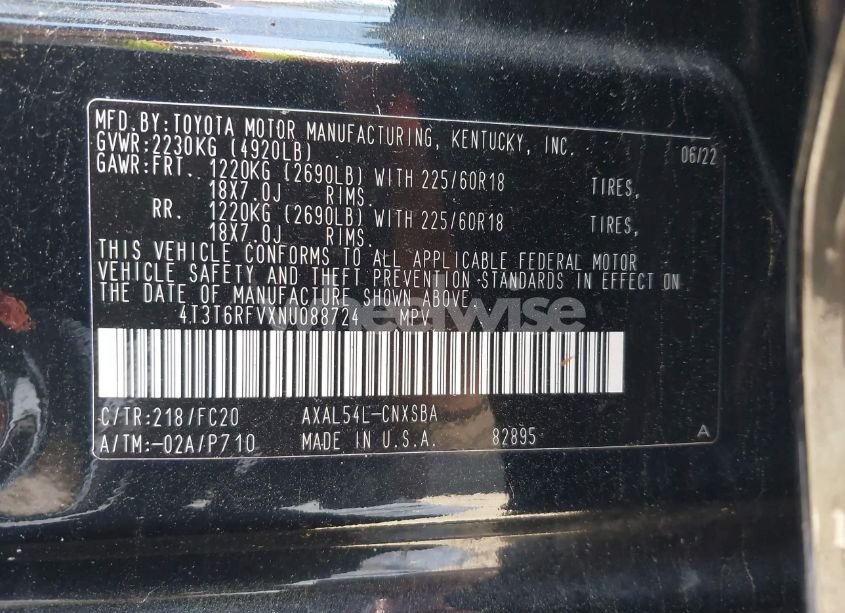 MFD.BY:TOYOTA MOTOR MANUFACTURING, KENTUCKY, INC. 06/22
GVWR:2230KG (4920LB)
GAWR:FRT. 1220KG (2690LB) WITH 225/60R18 TIRES,
18X7.0J RIMS.
RR. 1220KG (2690LB) WITH 225/60R18 TIRES,
18X7.0J RIMS.
THIS VEHICLE CONFORMS TO ALL APPLICABLE FEDERAL MOTOR
VEHICLE SAFETY AND THEFT PREVENTION STANDARDS IN EFFECT ON
THE DATE OF MANUFACTURE SHOWN ABOVE.
4T3T6RFVXNU088724 MPV
wheelwise
C/TR:218/FC20 AXAL54L-CNXSBA
A/TM:-02A/P710 MADE IN U.S.A. 82895 A